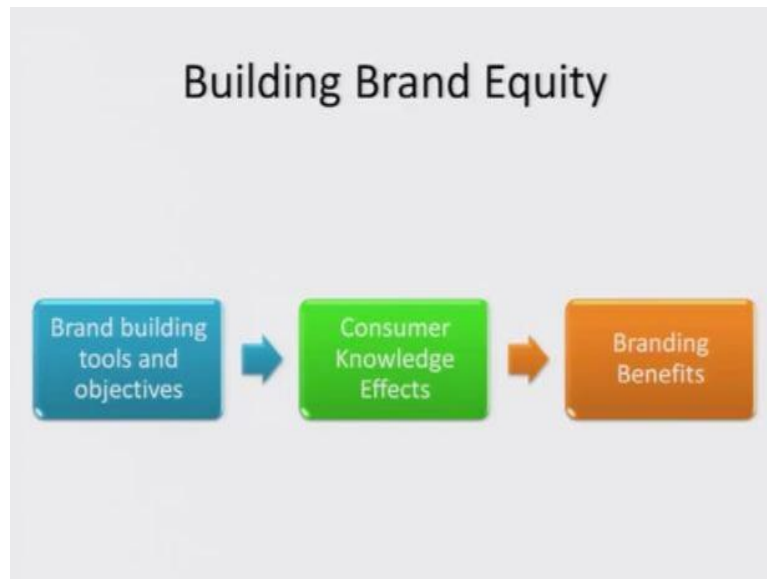 Building Brand Equity
Brand building
tools and
objectives
Consumer
Knowledge
Effects
Branding
Benefits